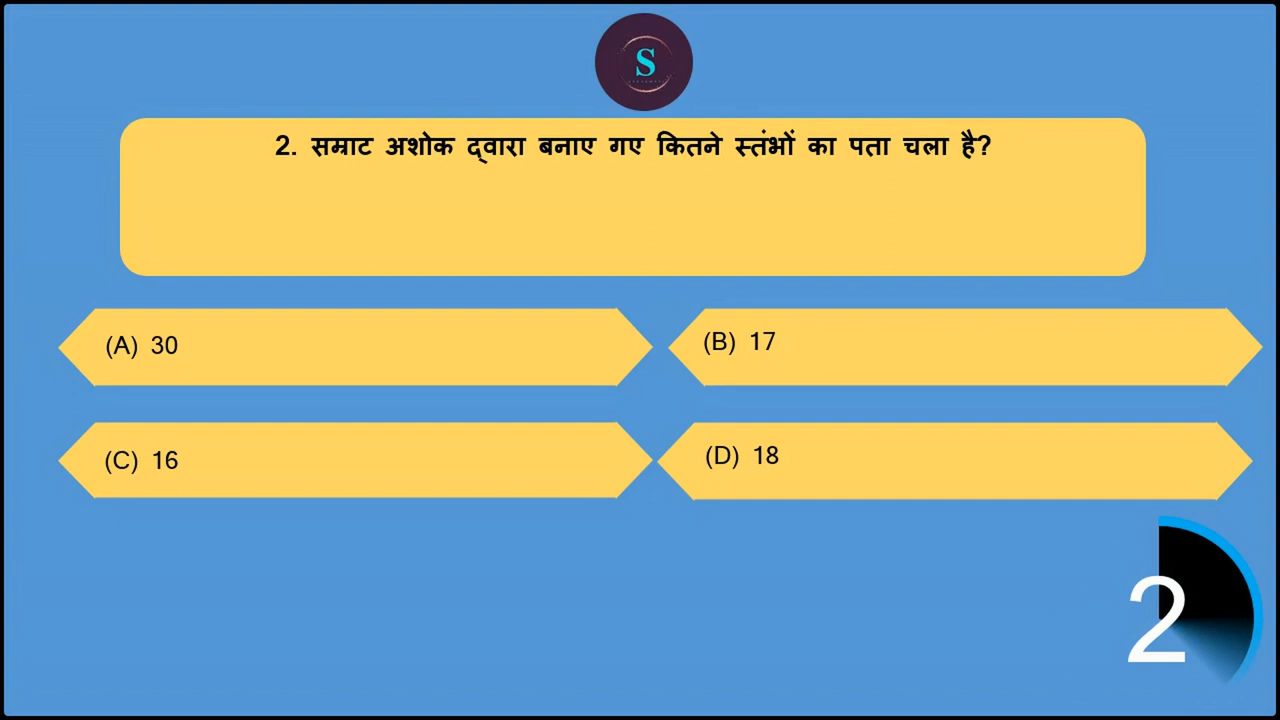 S
2. सम्राट अशोक द्वारा बनाए गए कितने स्तंभों का पता चला है?
(A) 30
(B) 17
(C) 16
(D) 18
2